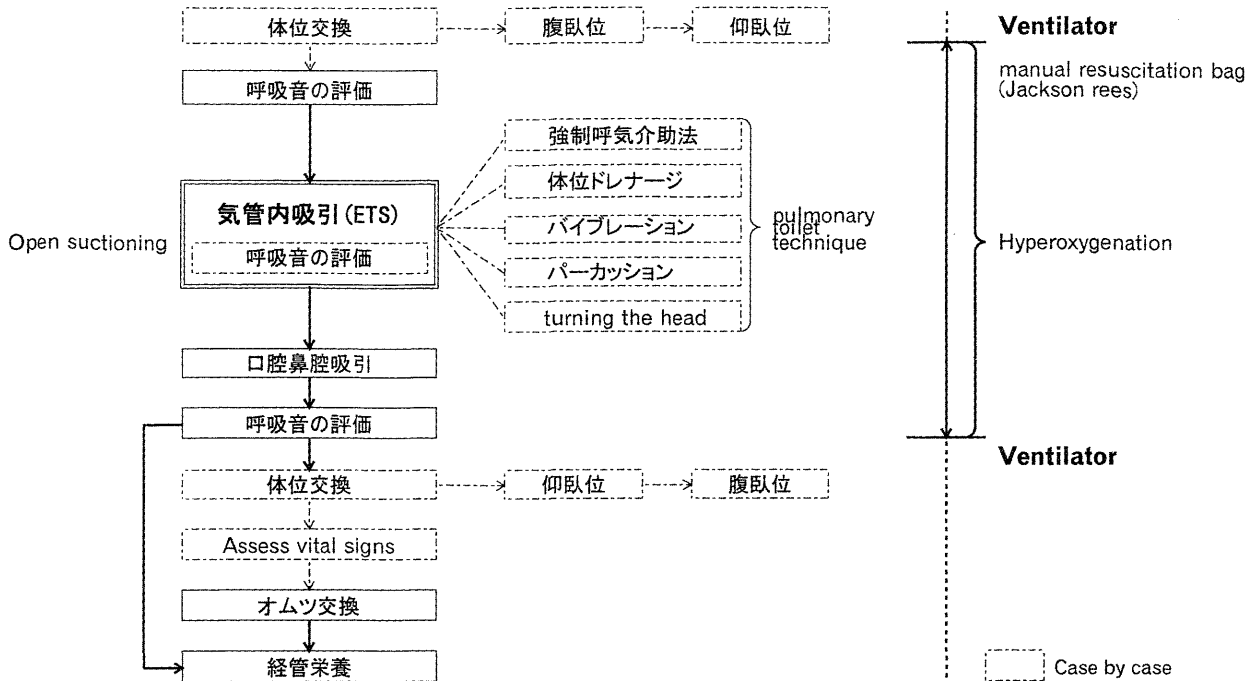 体位交換
腹臥位
仰臥位
呼吸音の評価
Open suctioning
気管内吸引(ETS)
呼吸音の評価
強制呼気介助法
体位ドレナージ
バイブレーション
パーカッション
turning the head
pulmonary
toilet
technique
口腔鼻腔吸引
呼吸音の評価
体位交換
仰臥位
腹臥位
Assess vital signs
オムツ交換
経管栄養
Ventilator
manual resuscitation bag
(Jackson rees)
Hyperoxygenation
Ventilator
Case by case